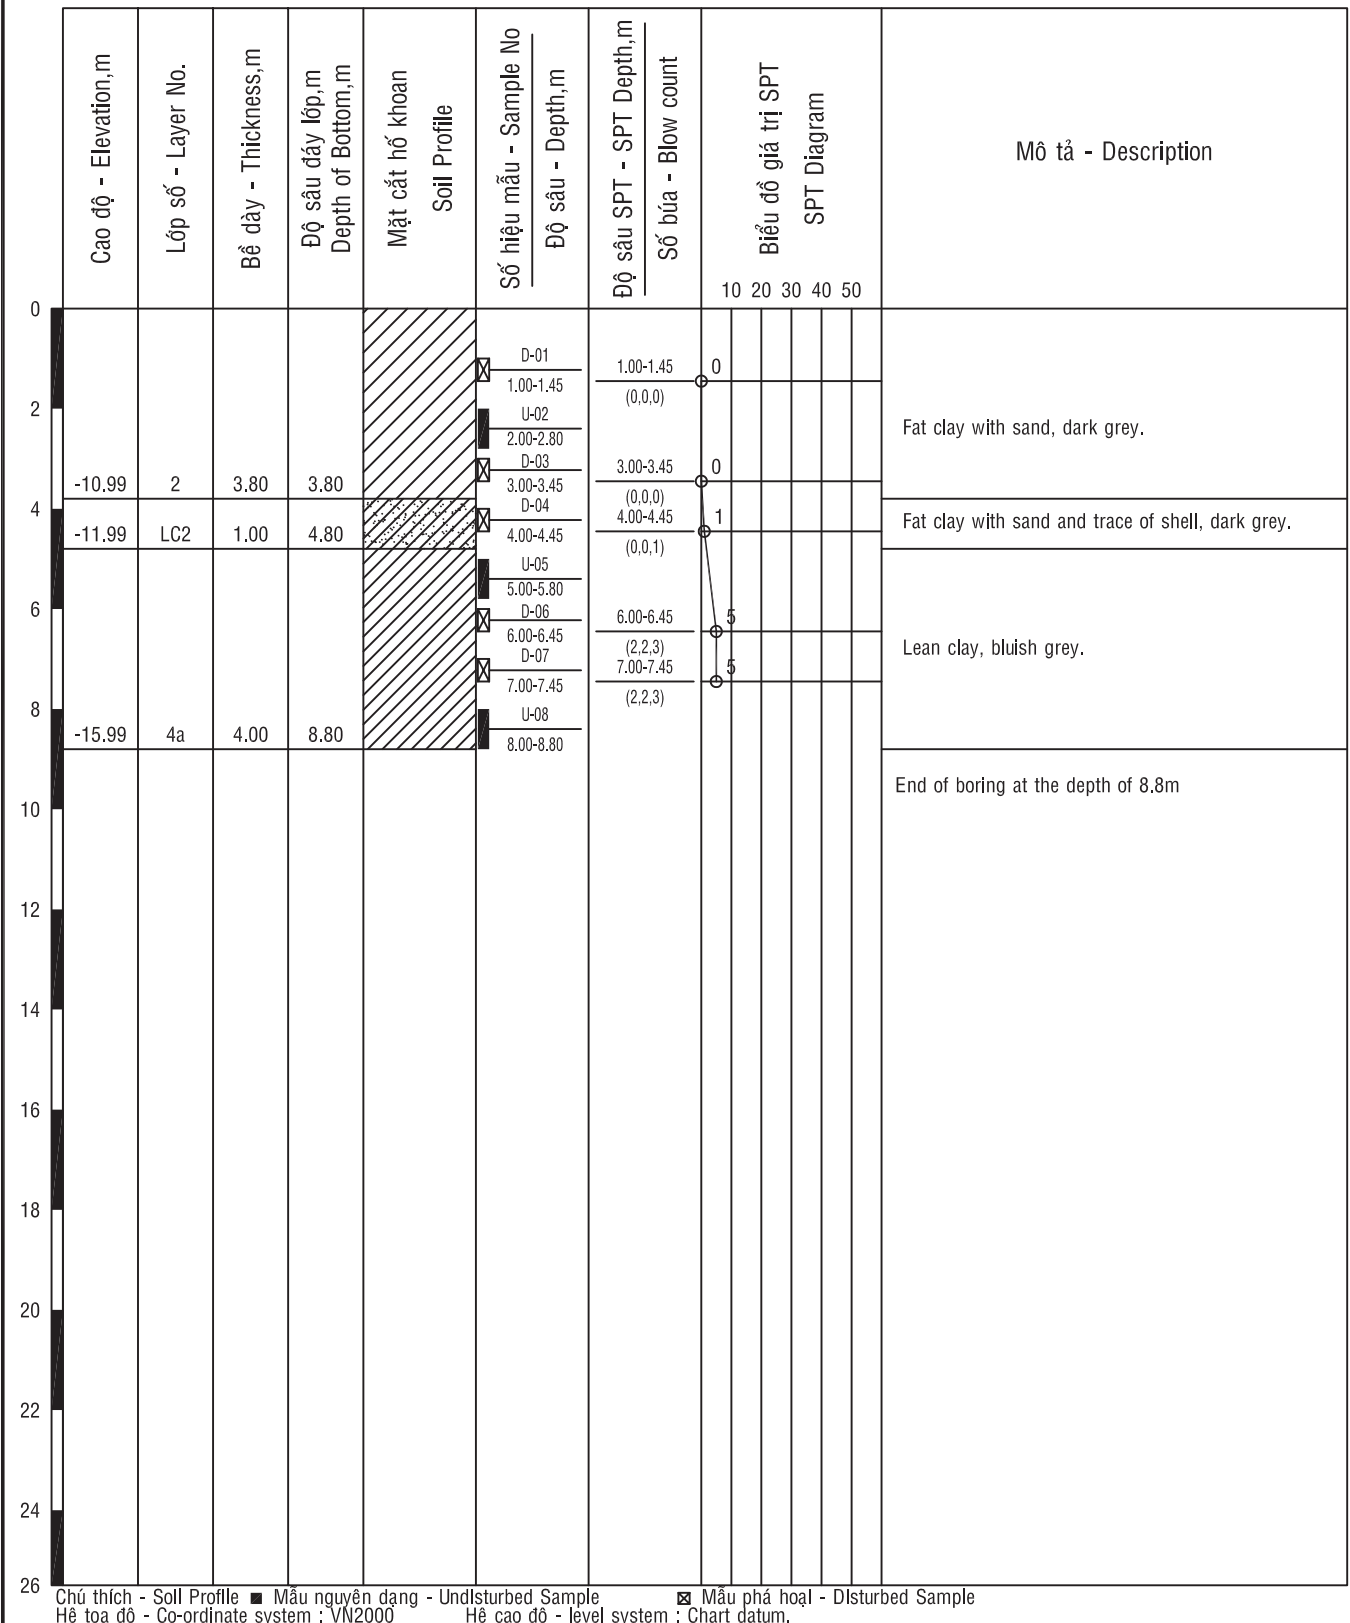 Cao độ - Elevation,m
Lớp số - Layer No.
Bề dày - Thickness,m
Độ sâu đáy lớp,m
Depth of Bottom,m
Mặt cắt hố khoan
Soil Profile
Số hiệu mẫu - Sample No
Độ sâu - Depth,m
Độ sâu SPT - SPT Depth,m
Số búa - Blow count
Biểu đồ giá trị SPT
SPT Diagram
10 20 30 40 50
Mô tả - Description
0
D-01
1.00-1.45
1.00-1.45
(0,0,0)
0
2
U-02
2.00-2.80
Fat clay with sand, dark grey.
D-03
3.00-3.45
3.00-3.45
(0,0,0)
0
-10.99 2 3.80 3.80
4
D-04
4.00-4.45
4.00-4.45
(0,0,1)
1
Fat clay with sand and trace of shell, dark grey.
-11.99 LC2 1.00 4.80
U-05
5.00-5.80
6
D-06
6.00-6.45
6.00-6.45
(2,2,3)
5
Lean clay, bluish grey.
D-07
7.00-7.45
7.00-7.45
(2,2,3)
5
8
U-08
8.00-8.80
-15.99 4a 4.00 8.80
End of boring at the depth of 8.8m
10
12
14
16
18
20
22
24
26
Chú thích - Soil Profile Mẫu nguyên dạng - Undisturbed Sample Mẫu phá hoại - Disturbed Sample
Hệ tọa độ - Co-ordinate system : VN2000 Hệ cao độ - level system : Chart datum.